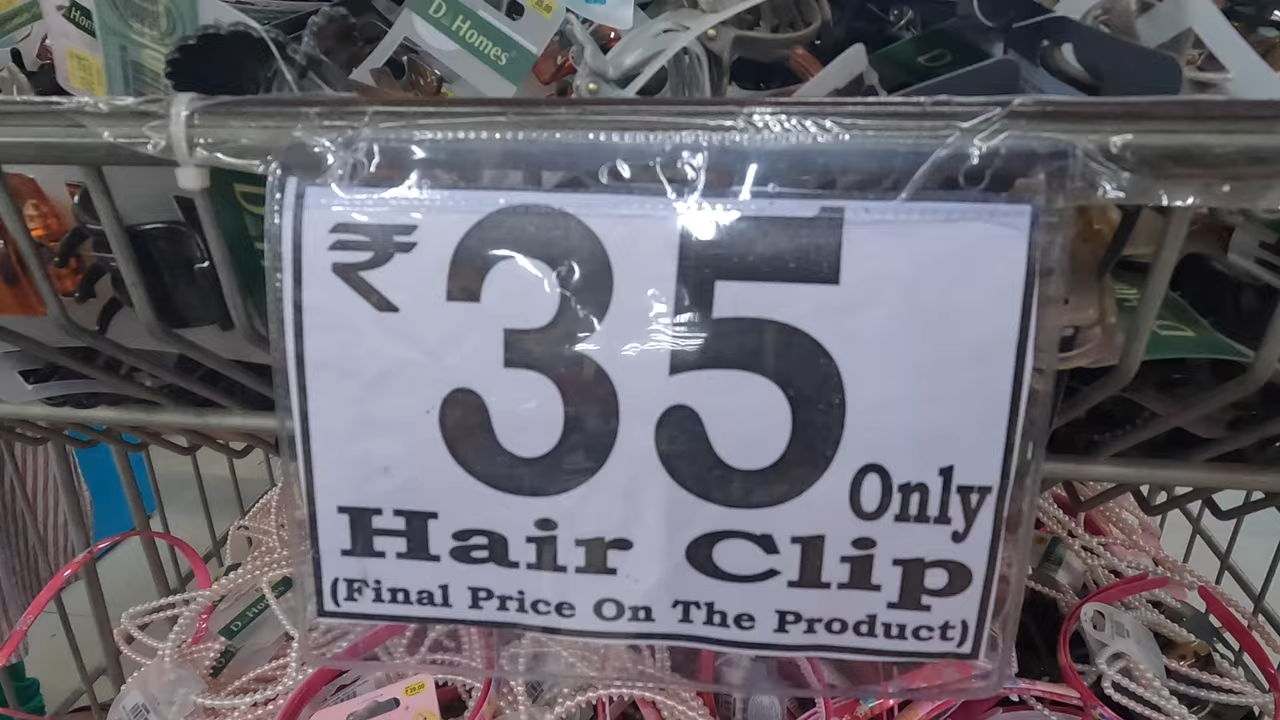 D Homes
₹ 35
Only
Hair Clip
(Final Price On The Product)